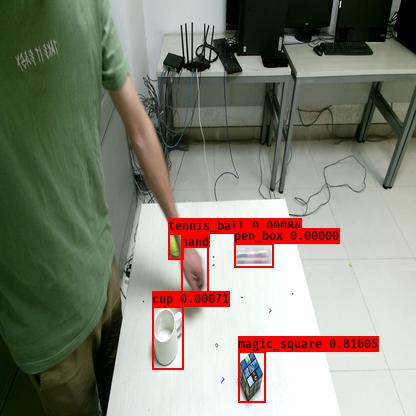 tennis_ball 0.00084
hand
pen_box 0.00000
cup 0.00071
magic_square 0.81605